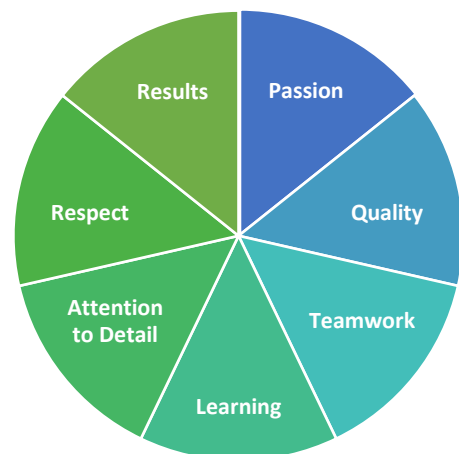 Passion
Quality
Teamwork
Learning
Attention
to Detail
Respect
Results